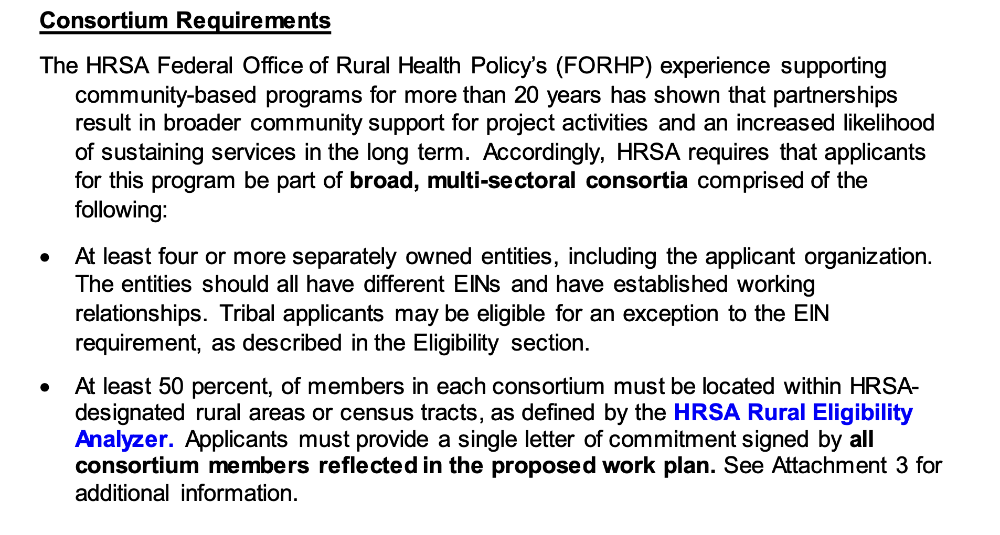 Consortium Requirements
The HRSA Federal Office of Rural Health Policy’s (FORHP) experience supporting
community-based programs for more than 20 years has shown that partnerships
result in broader community support for project activities and an increased likelihood
of sustaining services in the long term. Accordingly, HRSA requires that applicants
for this program be part of broad, multi-sectoral consortia comprised of the
following:
• At least four or more separately owned entities, including the applicant organization.
The entities should all have different EINs and have established working
relationships. Tribal applicants may be eligible for an exception to the EIN
requirement, as described in the Eligibility section.
• At least 50 percent, of members in each consortium must be located within HRSA-
designated rural areas or census tracts, as defined by the HRSA Rural Eligibility
Analyzer. Applicants must provide a single letter of commitment signed by all
consortium members reflected in the proposed work plan. See Attachment 3 for
additional information.